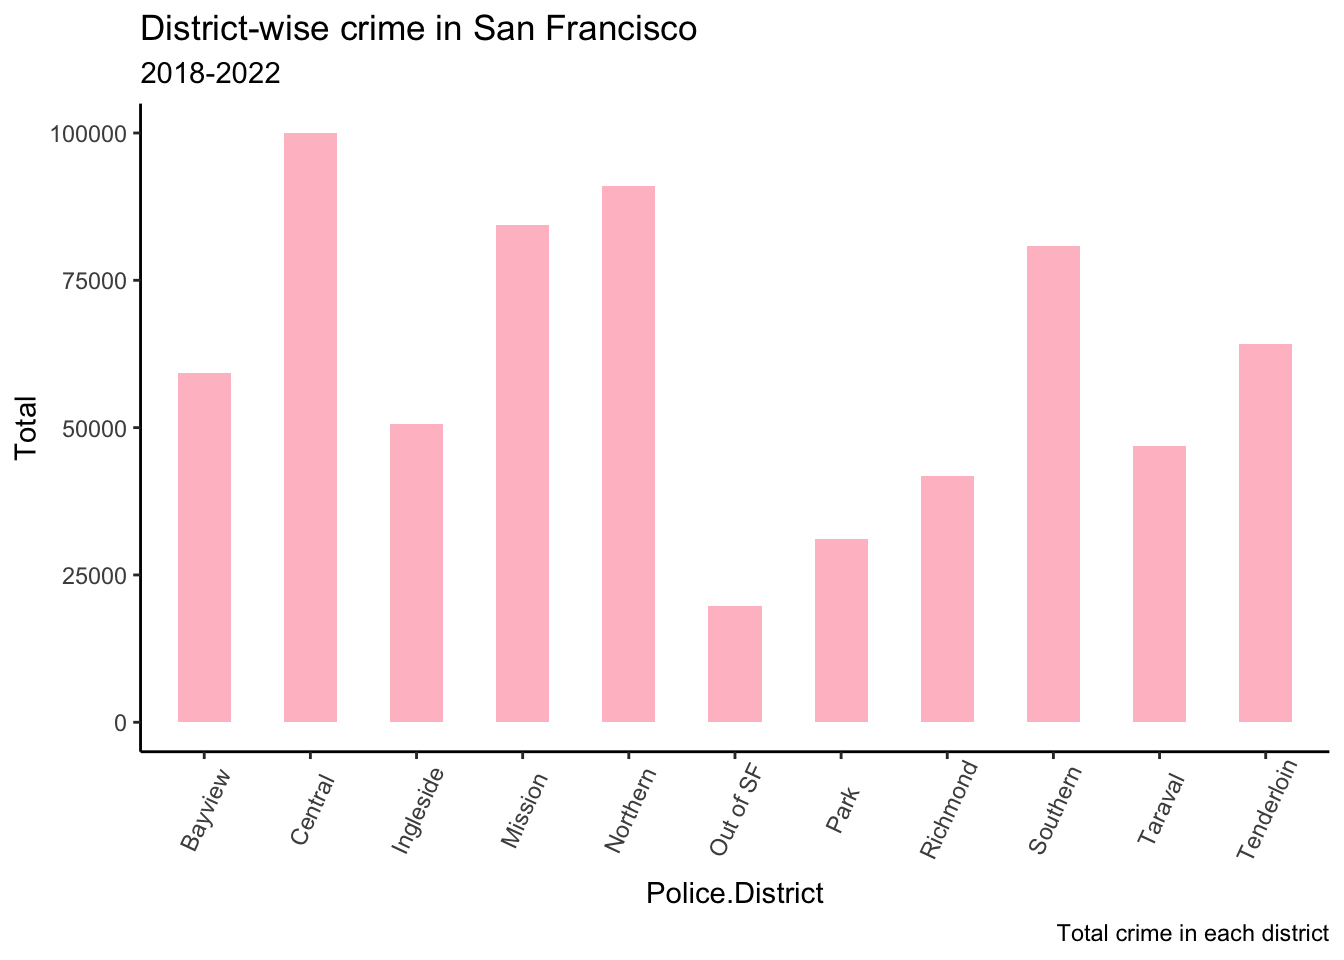 District-wise crime in San Francisco
2018-2022
Total
100000
75000
50000
25000
0
Bayview
Central
Ingleside
Mission
Northern
Out of SF
Park
Richmond
Southern
Taraval
Tenderloin
Police.District
Total crime in each district